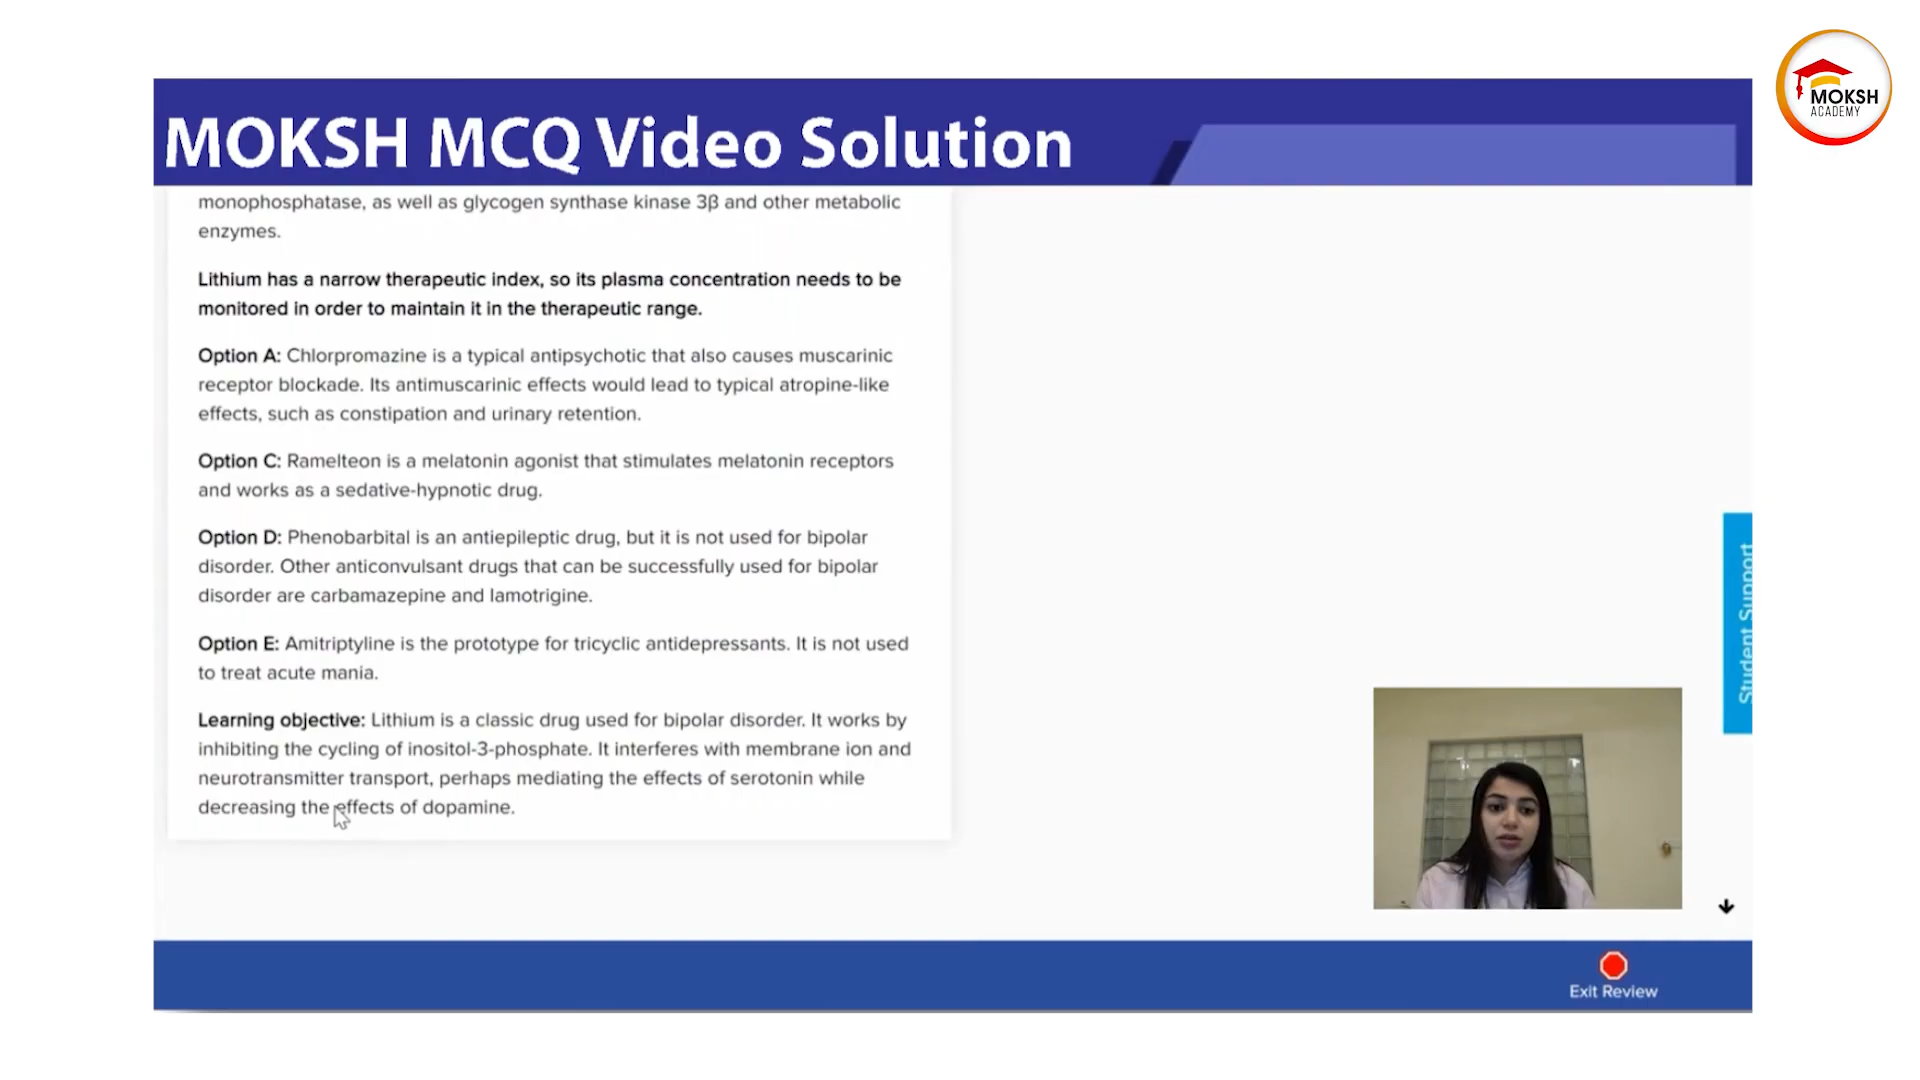 MOKSH
ACADEMY
MOKSH MCQ Video Solution
monophosphatase, as well as glycogen synthase kinase 3β and other metabolic
enzymes.
Lithium has a narrow therapeutic index, so its plasma concentration needs to be
monitored in order to maintain it in the therapeutic range.
Option A: Chlorpromazine is a typical antipsychotic that also causes muscarinic
receptor blockade. Its antimuscarinic effects would lead to typical atropine-like
effects, such as constipation and urinary retention.
Option C: Ramelteon is a melatonin agonist that stimulates melatonin receptors
and works as a sedative-hypnotic drug.
Option D: Phenobarbital is an antiepileptic drug, but it is not used for bipolar
disorder. Other anticonvulsant drugs that can be successfully used for bipolar
disorder are carbamazepine and lamotrigine.
Option E: Amitriptyline is the prototype for tricyclic antidepressants. It is not used
to treat acute mania.
Learning objective: Lithium is a classic drug used for bipolar disorder. It works by
inhibiting the cycling of inositol-3-phosphate. It interferes with membrane ion and
neurotransmitter transport, perhaps mediating the effects of serotonin while
decreasing the effects of dopamine.
Student Support
Exit Review